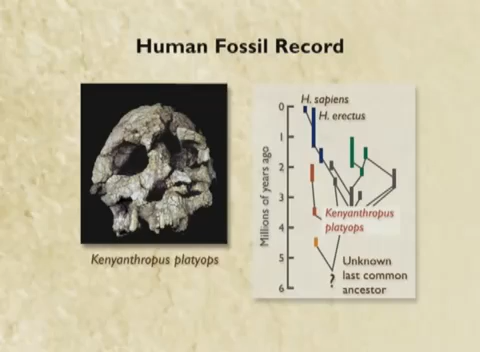 Human Fossil Record
Kenyanthropus platyops
H. sapiens
H. erectus
Millions of years ago
0
1
2
3
4
5
6
Kenyanthropus
platyops
Unknown
last common
ancestor
?